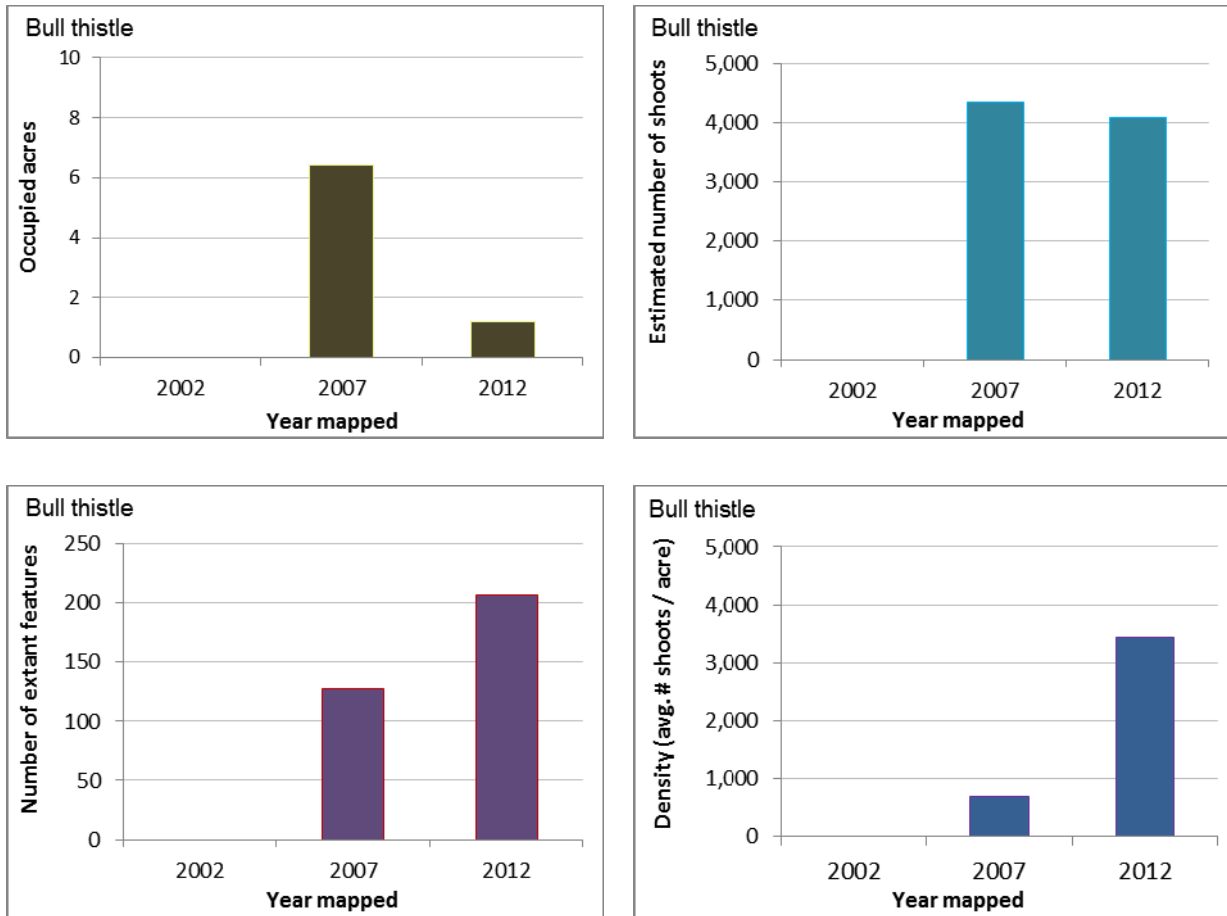 Bull thistle
Occupied acres
10
8
6
4
2
0
2002 2007 2012
Year mapped
Bull thistle
Estimated number of shoots
5,000
4,000
3,000
2,000
1,000
0
2002 2007 2012
Year mapped
Bull thistle
Number of extant features
250
200
150
100
50
0
2002 2007 2012
Year mapped
Bull thistle
Density (avg. # shoots / acre)
5,000
4,000
3,000
2,000
1,000
0
2002 2007 2012
Year mapped